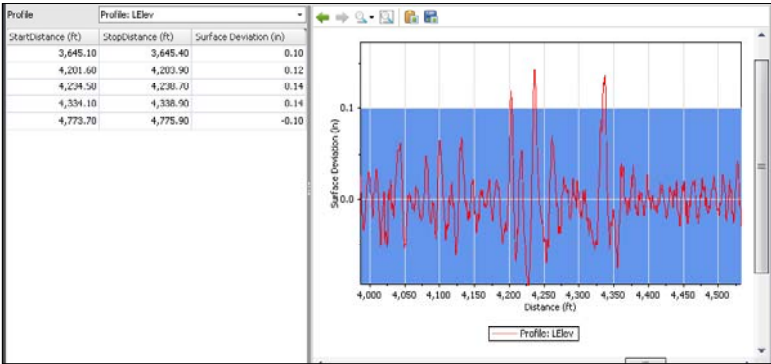 Profile Profile: LElev
StartDistance (ft) StopDistance (ft) Surface Deviation (in)
3,645.10 3,645.40 0.10
4,201.60 4,203.90 0.12
4,234.50 4,238.70 0.14
4,334.10 4,338.90 0.14
4,773.70 4,775.90 -0.10
Surface Deviation (in)
0.1
0.0
4,000 4,050 4,100 4,150 4,200 4,250 4,300 4,350 4,400 4,450 4,500
Distance (ft)
Profile: LElev